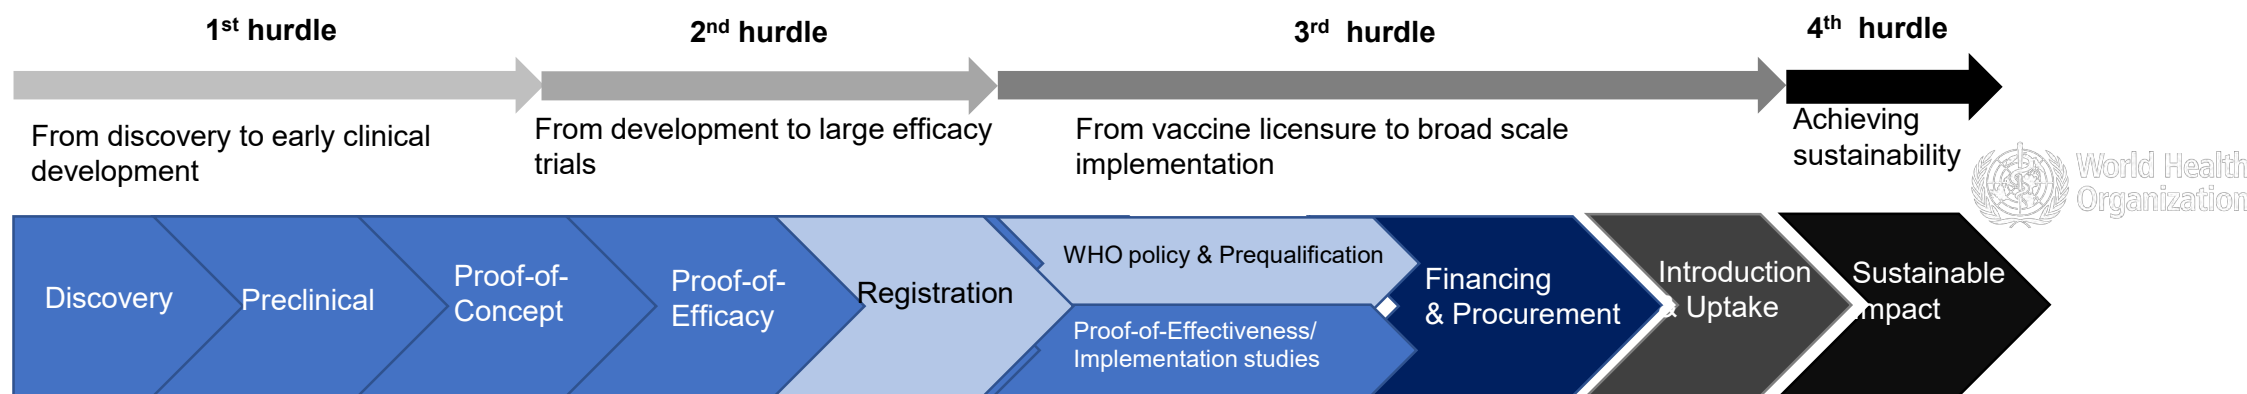 1st hurdle
2nd hurdle
3rd hurdle
4th hurdle
From discovery to early clinical
development
From development to large efficacy
trials
From vaccine licensure to broad scale
implementation
Achieving
sustainability
World Health
Organization
Discovery
Preclinical
Proof-of-
Concept
Proof-of-
Efficacy
Registration
WHO policy & Prequalification
Proof-of-Effectiveness/
Implementation studies
Financing
& Procurement
Introduction
& Uptake
Sustainable
Impact